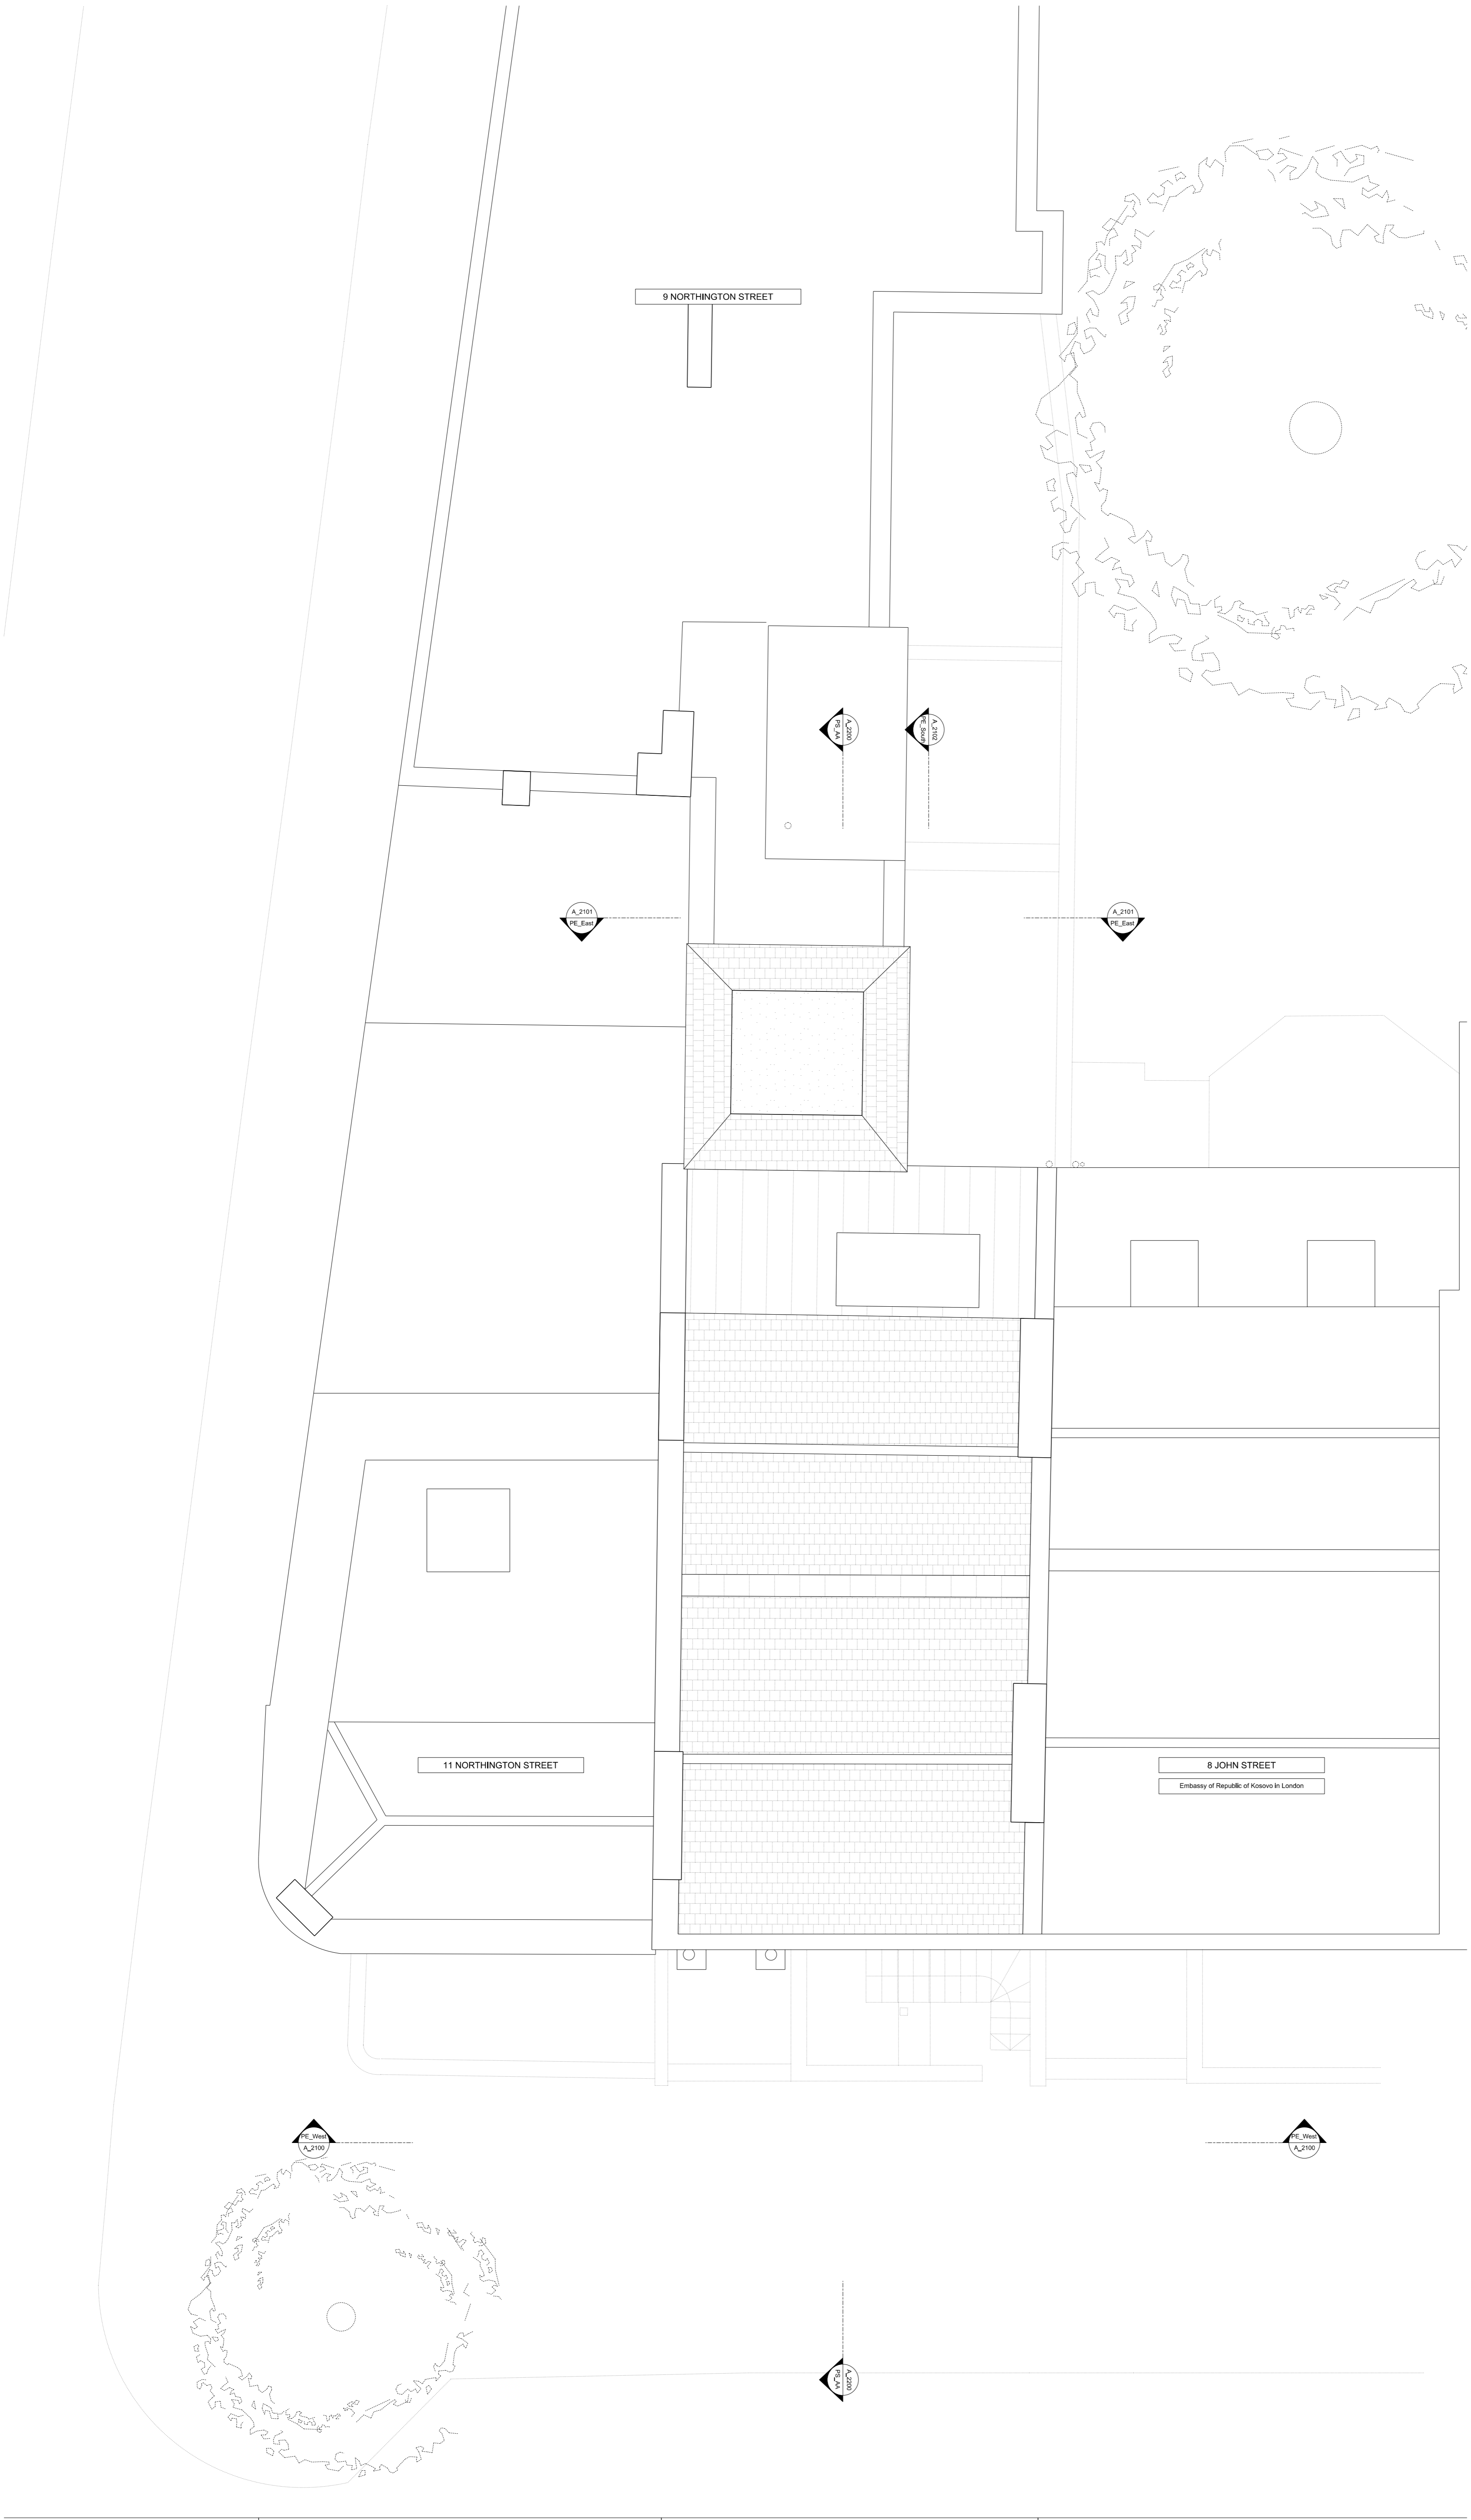 9 NORTHINGTON STREET
A_2200
PS_AA
A_2102
PE_South
A_2101
PE_East
A_2101
PE_East
11 NORTHINGTON STREET
8 JOHN STREET
Embassy of Republic of Kosovo in London
PE_West
A_2100
PE_West
A_2100
A_2200
PS_AA